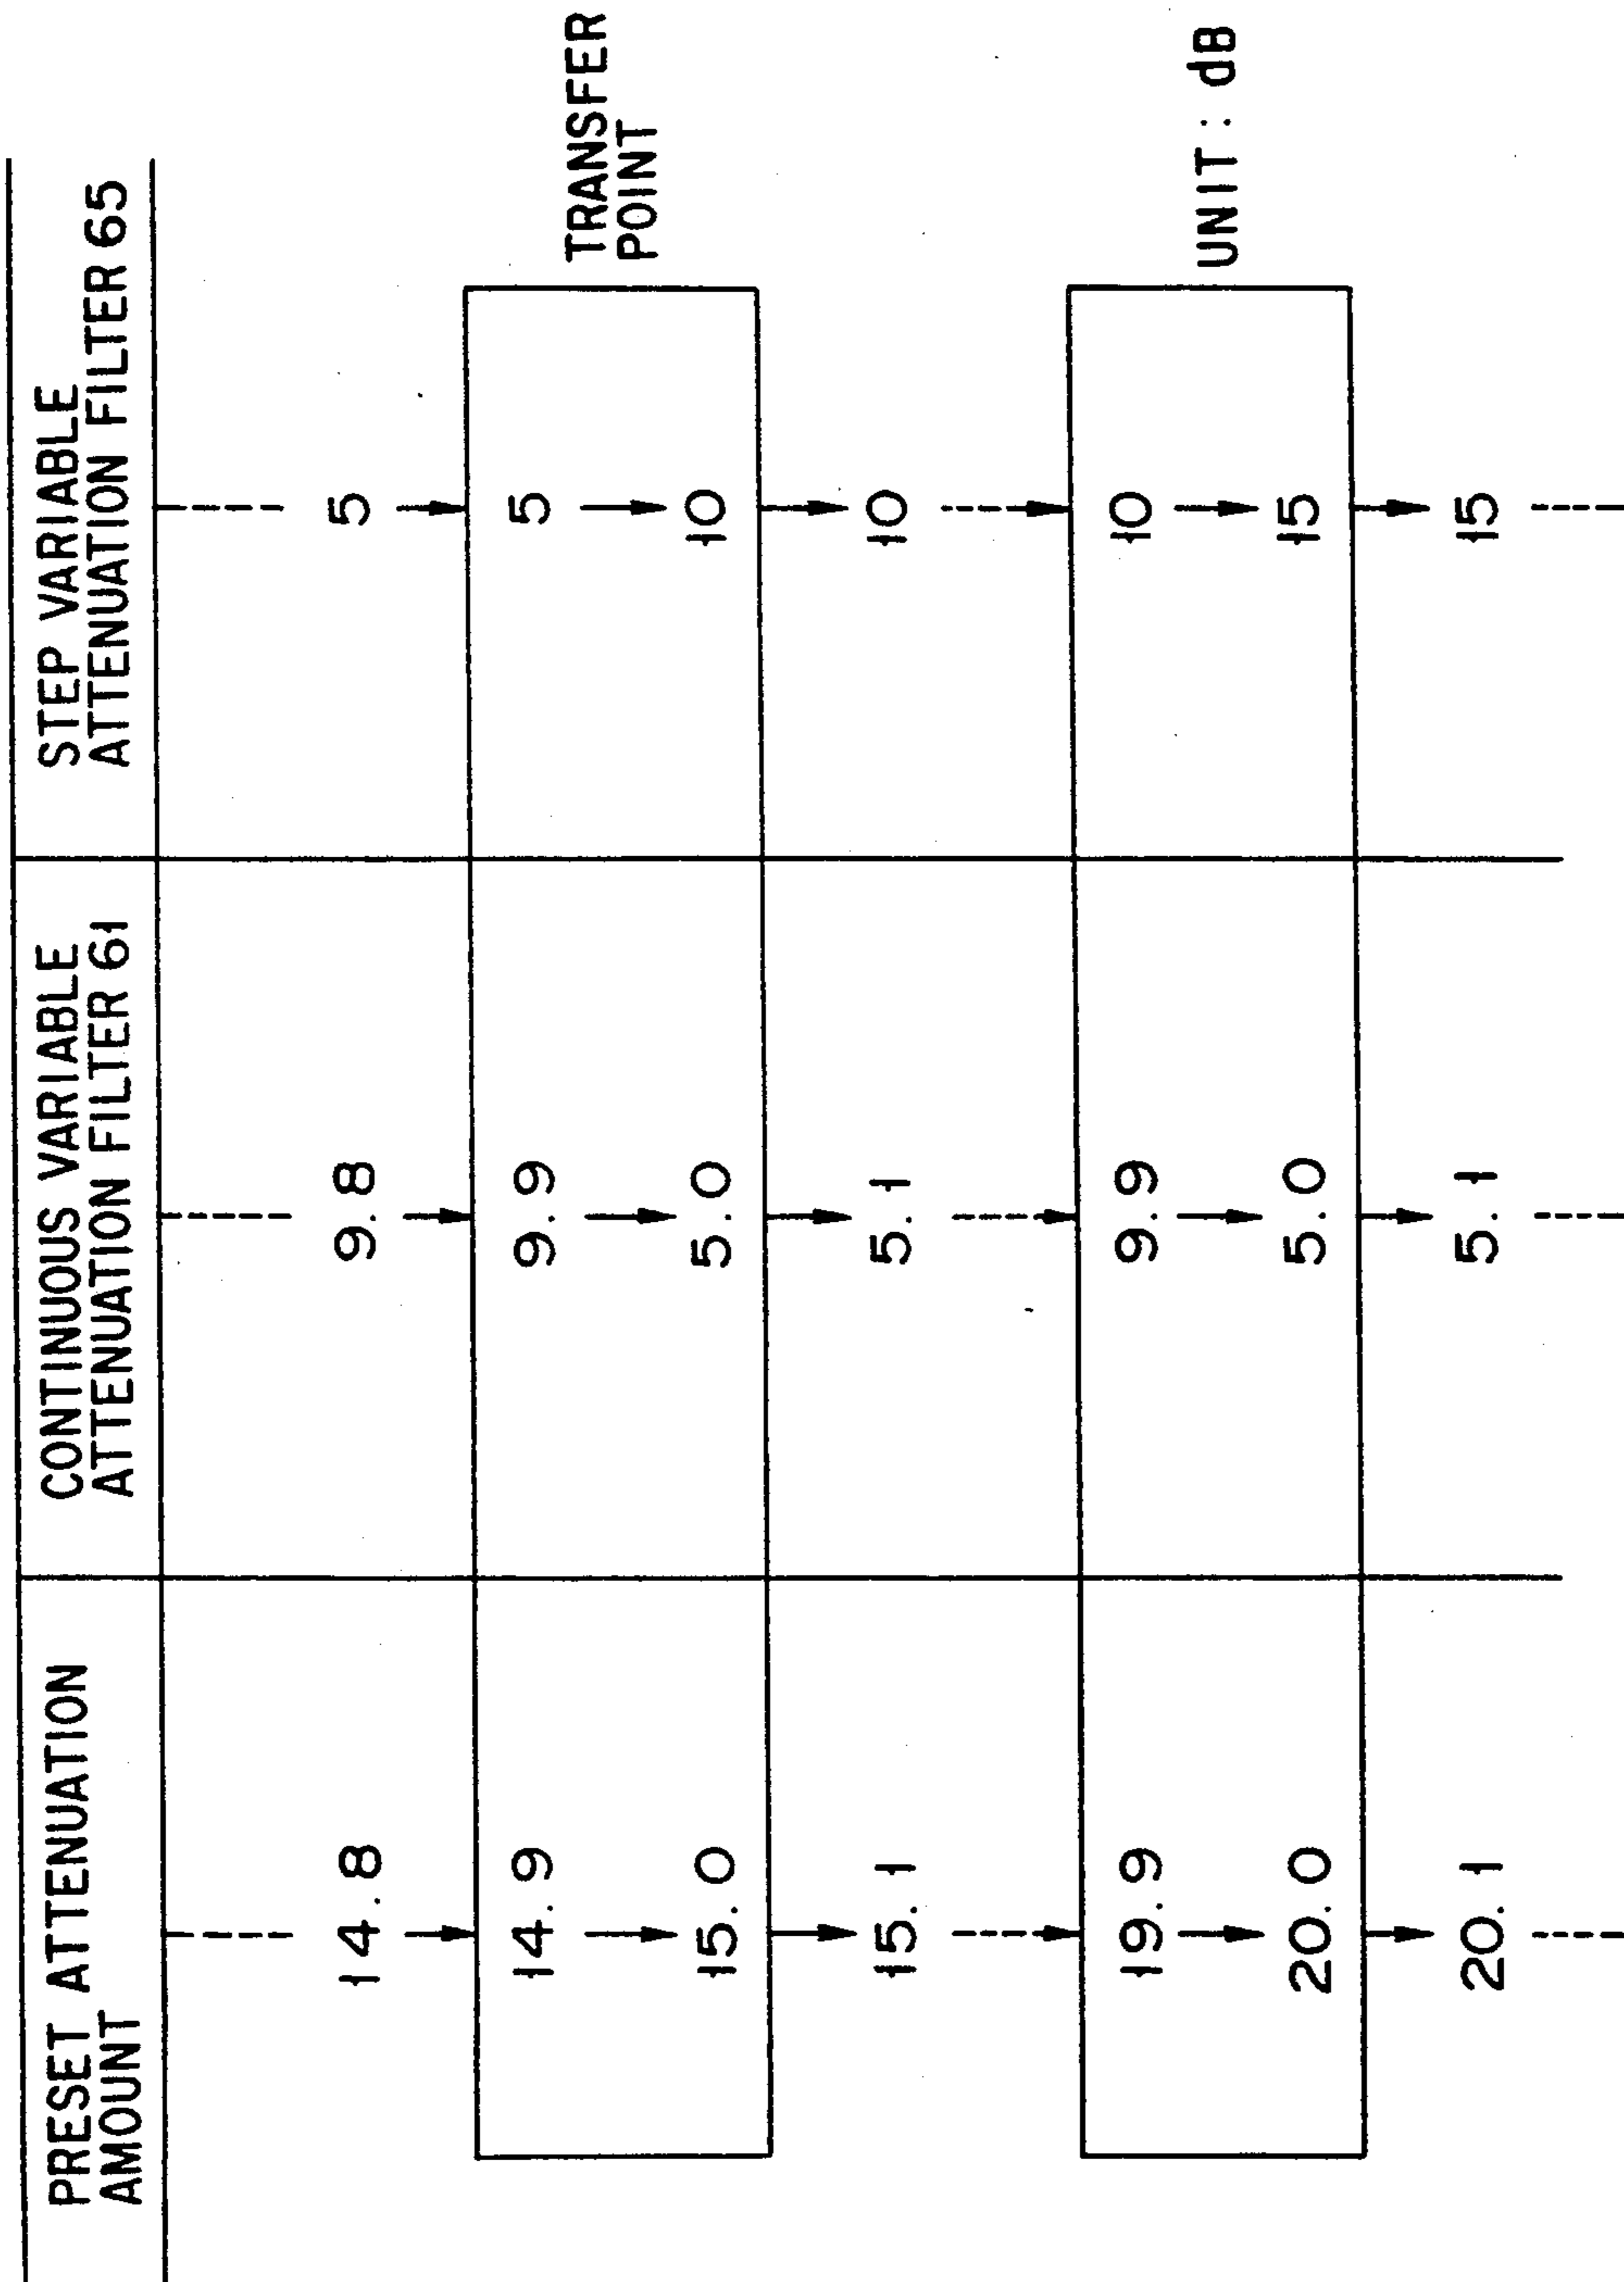 PRESET ATTENUATION
AMOUNT
CONTINUOUS VARIABLE
ATTENUATION FILTER 61
STEP VARIABLE
ATTENUATION FILTER 65
14.8 9.8 5
14.9 9.9 5
TRANSFER
POINT
15.0 5.0 10
15.1 5.1 10
19.9 9.9 10
UNIT : dB
20.0 5.0 15
20.1 5.1 15